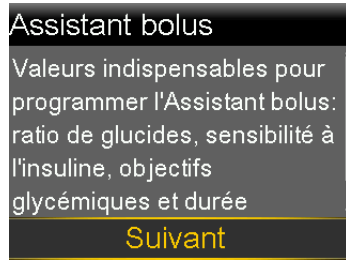 Assistant bolus
Valeurs indispensables pour
programmer l'Assistant bolus:
ratio de glucides, sensibilité à
l'insuline, objectifs
glycémiques et durée
Suivant